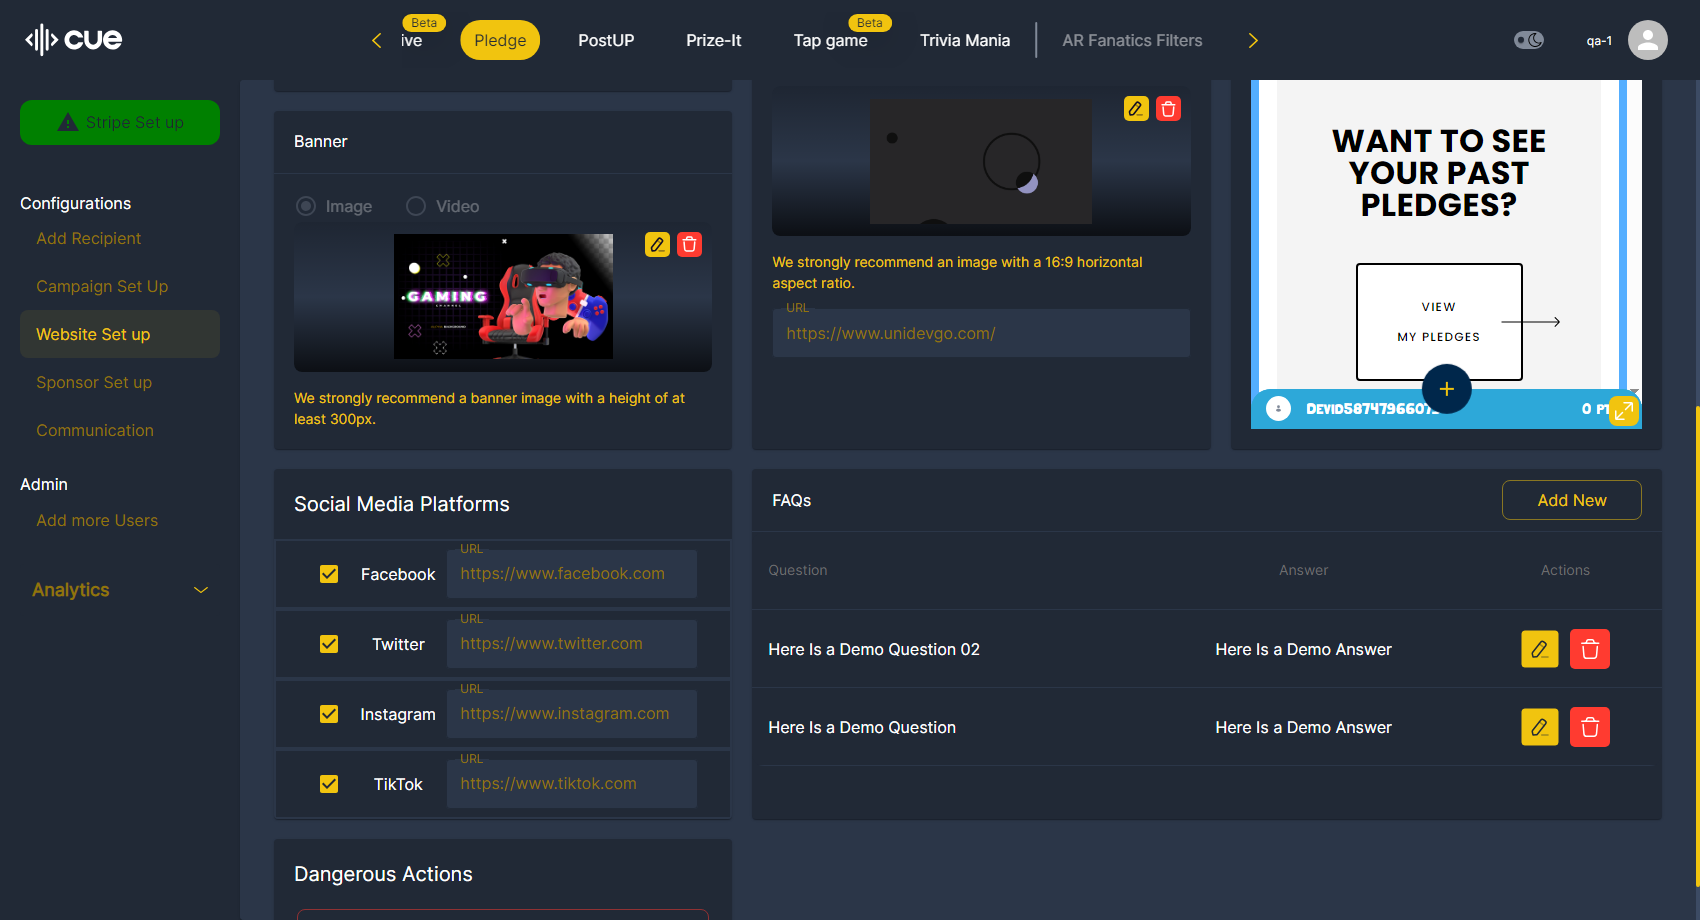 cue
Beta
ive
Pledge
PostUP
Prize-It
Beta
Tap game
Trivia Mania
AR Fanatics Filters
qa-1
Stripe Set up
Configurations
Add Recipient
Campaign Set Up
Website Set up
Sponsor Set up
Communication
Admin
Add more Users
Analytics
Banner
Image
Video
GAMING
CHANNEL
We strongly recommend a banner image with a height of at
least 300px.
We strongly recommend an image with a 16:9 horizontal
aspect ratio.
URL
https://www.unidevgo.com/
WANT TO SEE
YOUR PAST
PLEDGES?
VIEW
MY PLEDGES
0 PT
Social Media Platforms
Facebook
URL
https://www.facebook.com
Twitter
URL
https://www.twitter.com
Instagram
URL
https://www.instagram.com
TikTok
URL
https://www.tiktok.com
FAQs
Add New
Question
Answer
Actions
Here Is a Demo Question 02
Here Is a Demo Answer
Here Is a Demo Question
Here Is a Demo Answer
Dangerous Actions